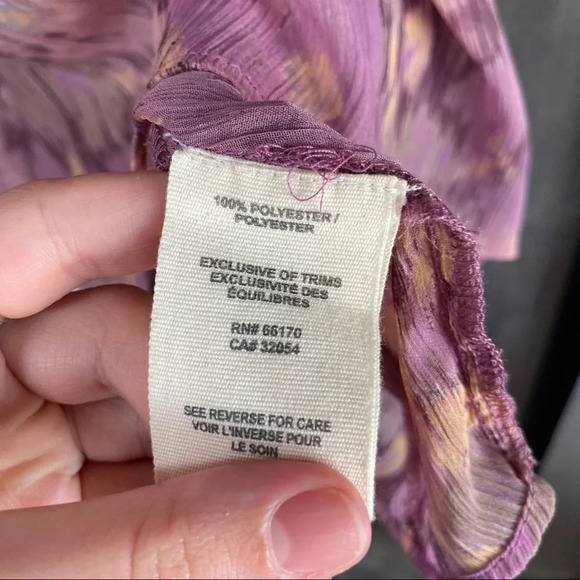 100% POLYESTER /
POLYESTER
EXCLUSIVE OF TRIMS
EXCLUSIVITÉ DES
ÉQUILIBRES
RN# 66170
CA# 32054
SEE REVERSE FOR CARE
VOIR L'INVERSE POUR
LE SOIN